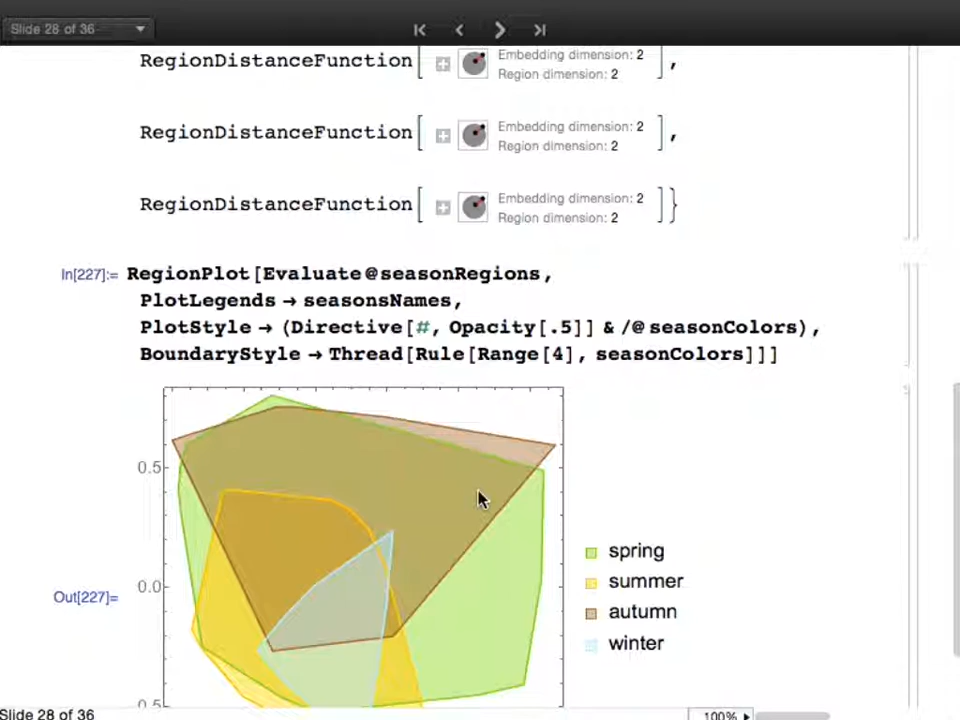 Slide 28 of 36
RegionDistanceFunction[ Embedding dimension: 2
Region dimension: 2 ],
RegionDistanceFunction[ Embedding dimension: 2
Region dimension: 2 ],
RegionDistanceFunction[ Embedding dimension: 2
Region dimension: 2 ]}
In[227]:= RegionPlot[Evaluate@seasonRegions,
PlotLegends → seasonsNames,
PlotStyle → (Directive[#, Opacity[.5]] & /@ seasonColors),
BoundaryStyle → Thread[Rule[Range[4], seasonColors]]]
0.5
spring
summer
0.0
Out[227]=
autumn
winter
0.5
Slide 28 of 36
100%